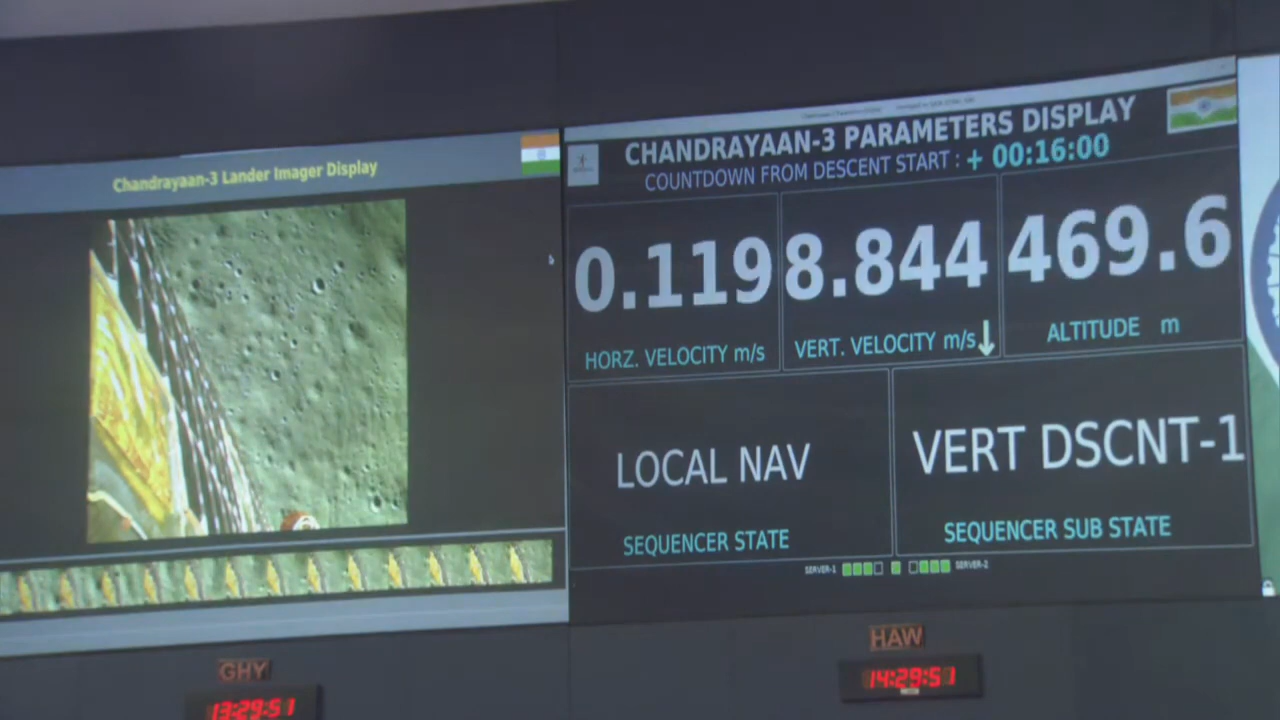 Chandrayaan-3 Lander Imager Display
CHANDRAYAAN-3 PARAMETERS DISPLAY
COUNTDOWN FROM DESCENT START : + 00:16:00
0.119
HORZ. VELOCITY m/s
8.844
VERT. VELOCITY m/s↓
469.6
ALTITUDE m
LOCAL NAV
SEQUENCER STATE
VERT DSCNT-1
SEQUENCER SUB STATE
SERVER-1
SERVER-2
GHY
13:29:51
HAW
14:29:51